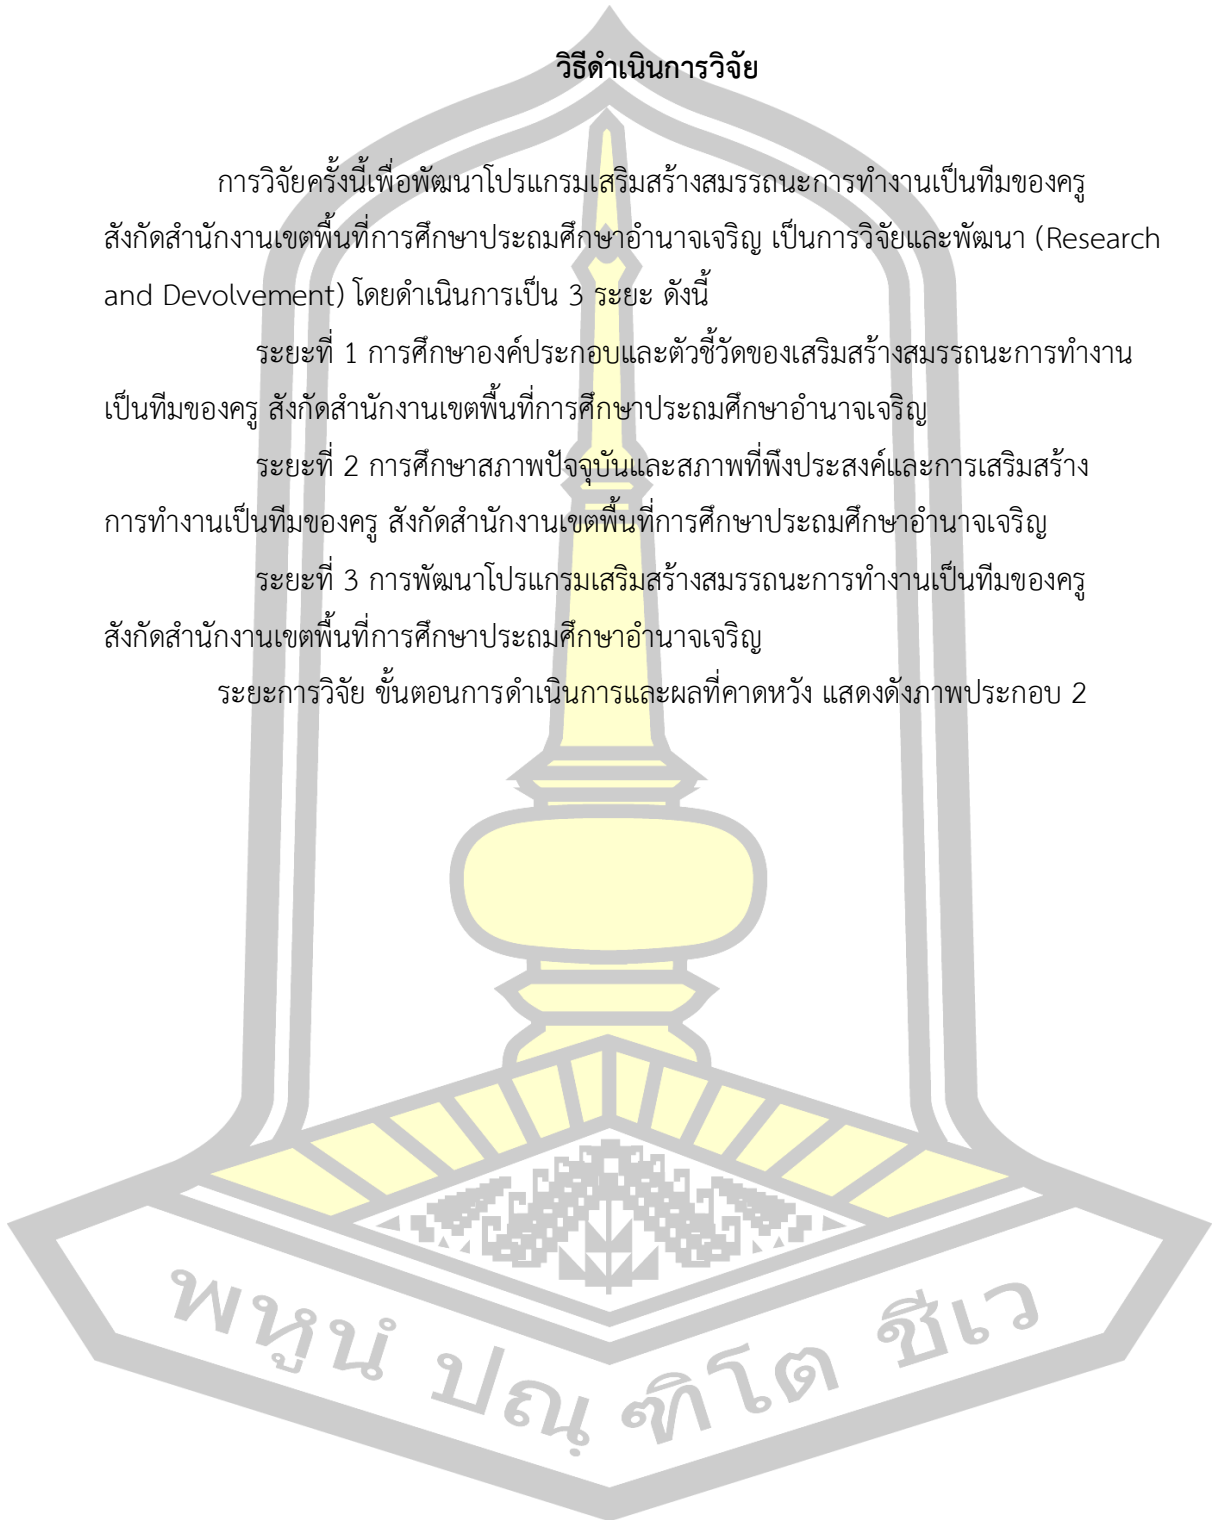 วิธีดำเนินการวิจัย
การวิจัยครั้งนี้เพื่อพัฒนาโปรแกรมเสริมสร้างสมรรถนะการทำงานเป็นทีมของครู
สังกัดสำนักงานเขตพื้นที่การศึกษาประถมศึกษาอำนาจเจริญ เป็นการวิจัยและพัฒนา (Research
and Devolvement) โดยดำเนินการเป็น 3 ระยะ ดังนี้
ระยะที่ 1 การศึกษาองค์ประกอบและตัวชี้วัดของเสริมสร้างสมรรถนะการทำงาน
เป็นทีมของครู สังกัดสำนักงานเขตพื้นที่การศึกษาประถมศึกษาอำนาจเจริญ
ระยะที่ 2 การศึกษาสภาพปัจจุบันและสภาพที่พึงประสงค์และการเสริมสร้าง
การทำงานเป็นทีมของครู สังกัดสำนักงานเขตพื้นที่การศึกษาประถมศึกษาอำนาจเจริญ
ระยะที่ 3 การพัฒนาโปรแกรมเสริมสร้างสมรรถนะการทำงานเป็นทีมของครู
สังกัดสำนักงานเขตพื้นที่การศึกษาประถมศึกษาอำนาจเจริญ
ระยะการวิจัย ขั้นตอนการดำเนินการและผลที่คาดหวัง แสดงดังภาพประกอบ 2
พหูนํ ปณฺ ฑิโต ชีเว